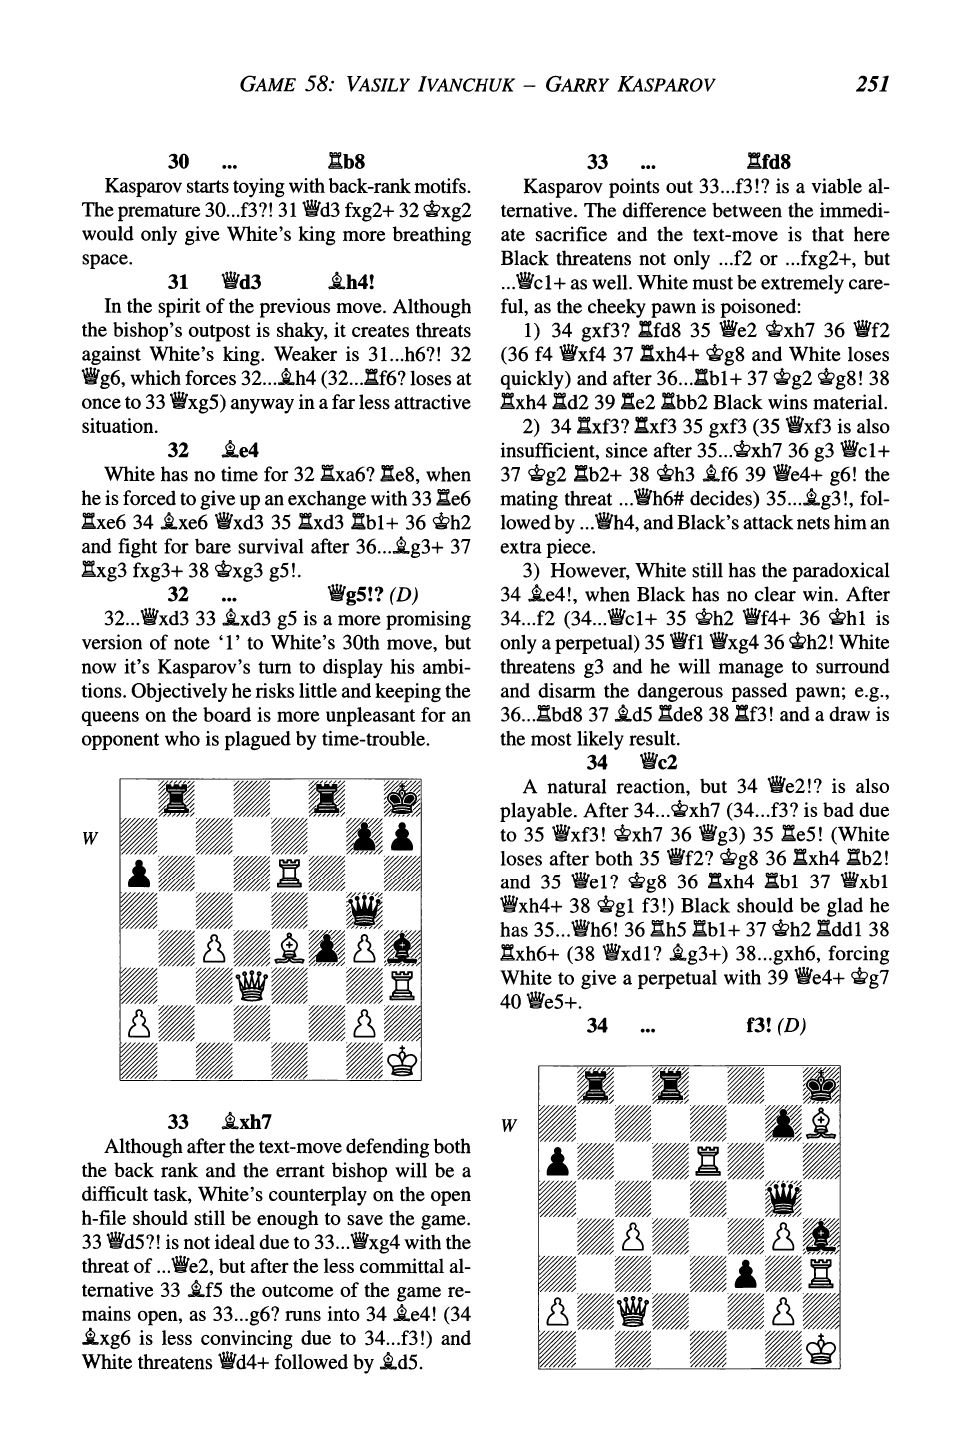 GAME 58: VASILY IVANCHUK – GARRY KASPAROV 251
30 ... ♖b8
Kasparov starts toying with back-rank motifs.
The premature 30...f3?! 31 ♕d3 fxg2+ 32 ♔xg2
would only give White's king more breathing
space.
31 ♕d3 ♗h4!
In the spirit of the previous move. Although
the bishop's outpost is shaky, it creates threats
against White's king. Weaker is 31...h6?! 32
♕g6, which forces 32...♗h4 (32...♖f6? loses at
once to 33 ♕xg5) anyway in a far less attractive
situation.
32 ♗e4
White has no time for 32 ♖xa6? ♖e8, when
he is forced to give up an exchange with 33 ♖e6
♖xe6 34 ♗xe6 ♕xd3 35 ♖xd3 ♖b1+ 36 ♔h2
and fight for bare survival after 36...♗g3+ 37
♖xg3 fxg3+ 38 ♔xg3 g5!.
32 ... ♕g5!? (D)
32...♕xd3 33 ♗xd3 g5 is a more promising
version of note '1' to White's 30th move, but
now it's Kasparov's turn to display his ambi-
tions. Objectively he risks little and keeping the
queens on the board is more unpleasant for an
opponent who is plagued by time-trouble.
W
33 ♗xh7
Although after the text-move defending both
the back rank and the errant bishop will be a
difficult task, White's counterplay on the open
h-file should still be enough to save the game.
33 ♕d5?! is not ideal due to 33...♕xg4 with the
threat of ...♕e2, but after the less committal al-
ternative 33 ♗f5 the outcome of the game re-
mains open, as 33...g6? runs into 34 ♗e4! (34
♗xg6 is less convincing due to 34...f3!) and
White threatens ♕d4+ followed by ♗d5.
33 ... ♖fd8
Kasparov points out 33...f3!? is a viable al-
ternative. The difference between the immedi-
ate sacrifice and the text-move is that here
Black threatens not only ...f2 or ...fxg2+, but
...♕c1+ as well. White must be extremely care-
ful, as the cheeky pawn is poisoned:
1) 34 gxf3? ♖fd8 35 ♕e2 ♔xh7 36 ♕f2
(36 f4 ♕xf4 37 ♖xh4+ ♔g8 and White loses
quickly) and after 36...♖b1+ 37 ♔g2 ♔g8! 38
♖xh4 ♖d2 39 ♖e2 ♖bb2 Black wins material.
2) 34 ♖xf3? ♖xf3 35 gxf3 (35 ♕xf3 is also
insufficient, since after 35...♔xh7 36 g3 ♕c1+
37 ♔g2 ♖b2+ 38 ♔h3 ♗f6 39 ♕e4+ g6! the
mating threat ...♕h6# decides) 35...♗g3!, fol-
lowed by ...♕h4, and Black's attack nets him an
extra piece.
3) However, White still has the paradoxical
34 ♗e4!, when Black has no clear win. After
34...f2 (34...♕c1+ 35 ♔h2 ♕f4+ 36 ♔h1 is
only a perpetual) 35 ♕f1 ♕xg4 36 ♔h2! White
threatens g3 and he will manage to surround
and disarm the dangerous passed pawn; e.g.,
36...♖bd8 37 ♗d5 ♖de8 38 ♖f3! and a draw is
the most likely result.
34 ♕c2
A natural reaction, but 34 ♕e2!? is also
playable. After 34...♔xh7 (34...f3? is bad due
to 35 ♕xf3! ♔xh7 36 ♕g3) 35 ♖e5! (White
loses after both 35 ♕f2? ♔g8 36 ♖xh4 ♖b2!
and 35 ♕e1? ♔g8 36 ♖xh4 ♖b1 37 ♕xb1
♕xh4+ 38 ♔g1 f3!) Black should be glad he
has 35...♕h6! 36 ♖h5 ♖b1+ 37 ♔h2 ♖dd1 38
♖xh6+ (38 ♕xd1? ♗g3+) 38...gxh6, forcing
White to give a perpetual with 39 ♕e4+ ♔g7
40 ♕e5+.
34 ... f3! (D)
W